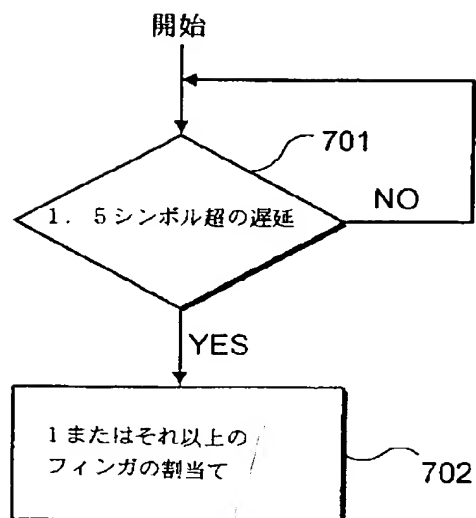 開始
701
1. 5シンボル超の遅延
NO
YES
1またはそれ以上の
フィンガの割当て
702